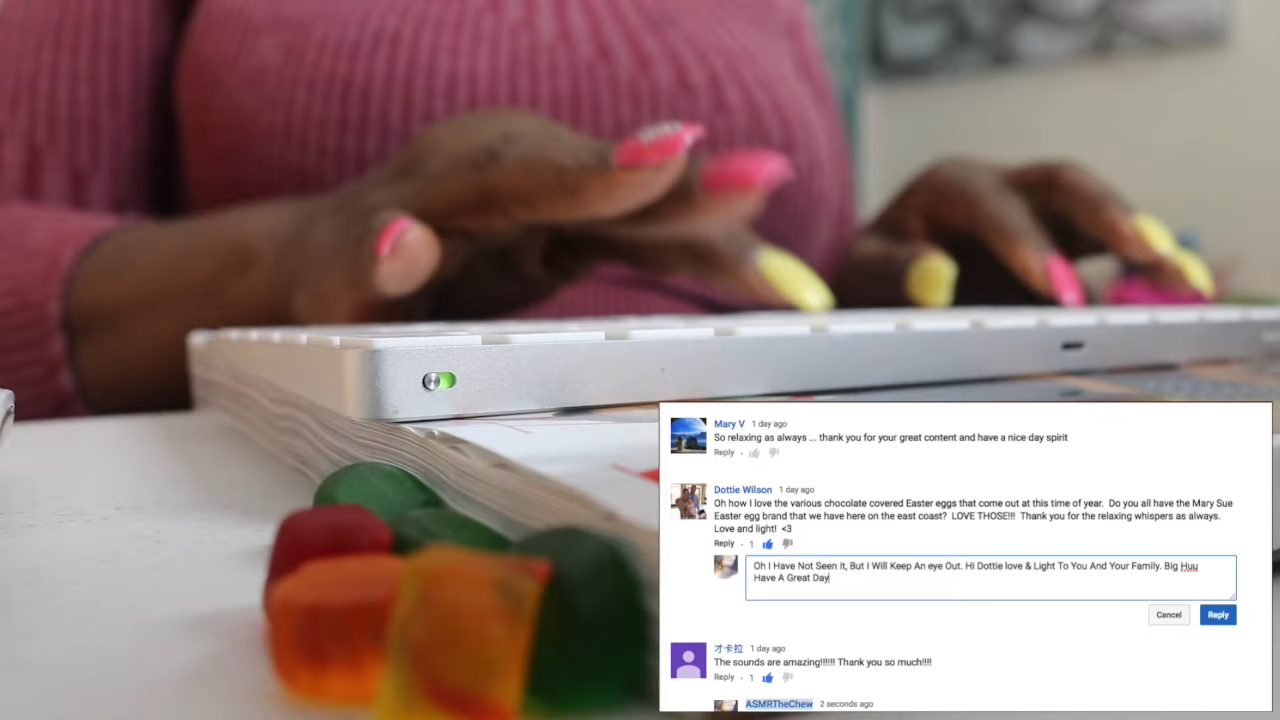 Mary V 1 day ago
So relaxing as always ... thank you for your great content and have a nice day spirit
Reply
Dottie Wilson 1 day ago
Oh how I love the various chocolate covered Easter eggs that come out at this time of year. Do you all have the Mary Sue
Easter egg brand that we have here on the east coast? LOVE THOSE!!! Thank you for the relaxing whispers as always.
Love and light! <3
Reply · 1
Oh I Have Not Seen It, But I Will Keep An eye Out. Hi Dottie love & Light To You And Your Family. Big Huu
Have A Great Day
Cancel Reply
才卡拉 1 day ago
The sounds are amazing!!!!!! Thank you so much!!!!
Reply · 1
ASMRTheChew 2 seconds ago